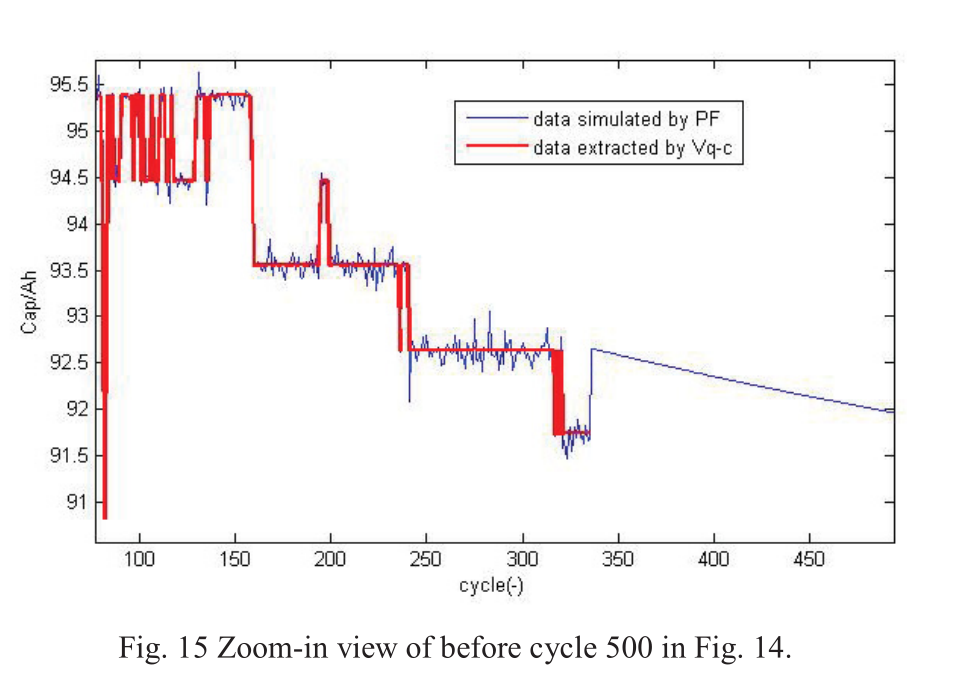 95.5
95
94.5
94
93.5
93
92.5
92
91.5
91
Cap/Ah
data simulated by PF
data extracted by Vq-c
100 150 200 250 300 350 400 450
cycle(-)
Fig. 15 Zoom-in view of before cycle 500 in Fig. 14.